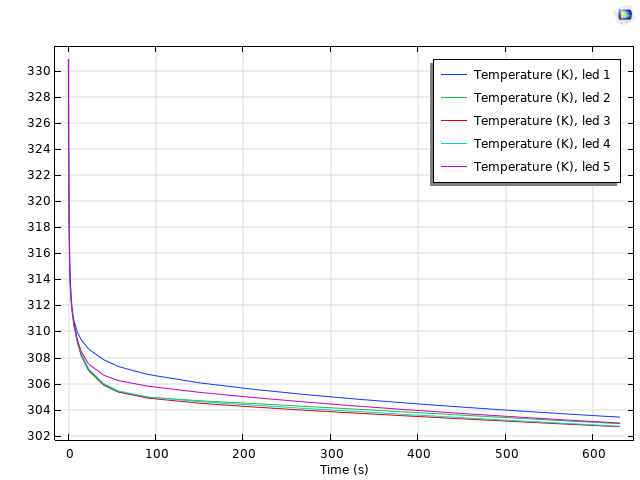 330
328
326
324
322
320
318
316
314
312
310
308
306
304
302
Temperature (K), led 1
Temperature (K), led 2
Temperature (K), led 3
Temperature (K), led 4
Temperature (K), led 5
0 100 200 300 400 500 600
Time (s)